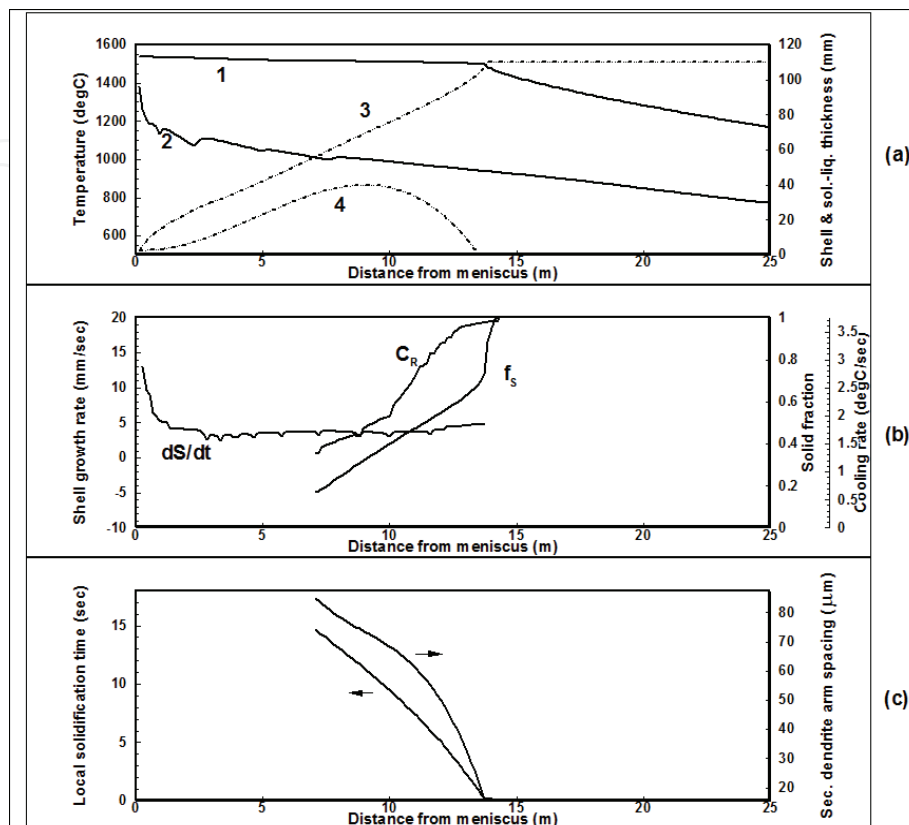 (a)
Temperature (degC)
1600
1400
1200
1000
800
600
1
2
3
4
120
100
80
60
40
20
0
Shell & sol.-liq. thickness (mm)
0 5 10 15 20 25
Distance from meniscus (m)
(b)
Shell growth rate (mm/sec)
20
15
10
5
0
-5
-10
dS/dt
CR
fS
1
0.8
0.6
0.4
0.2
0
Solid fraction
3.5
3
2.5
2
1.5
1
0.5
0
Cooling rate (degC/sec)
0 5 10 15 20 25
Distance from meniscus (m)
(c)
Local solidification time (sec)
15
10
5
0
80
70
60
50
40
30
20
Sec. dendrite arm spacing (μm)
0 5 10 15 20 25
Distance from meniscus (m)